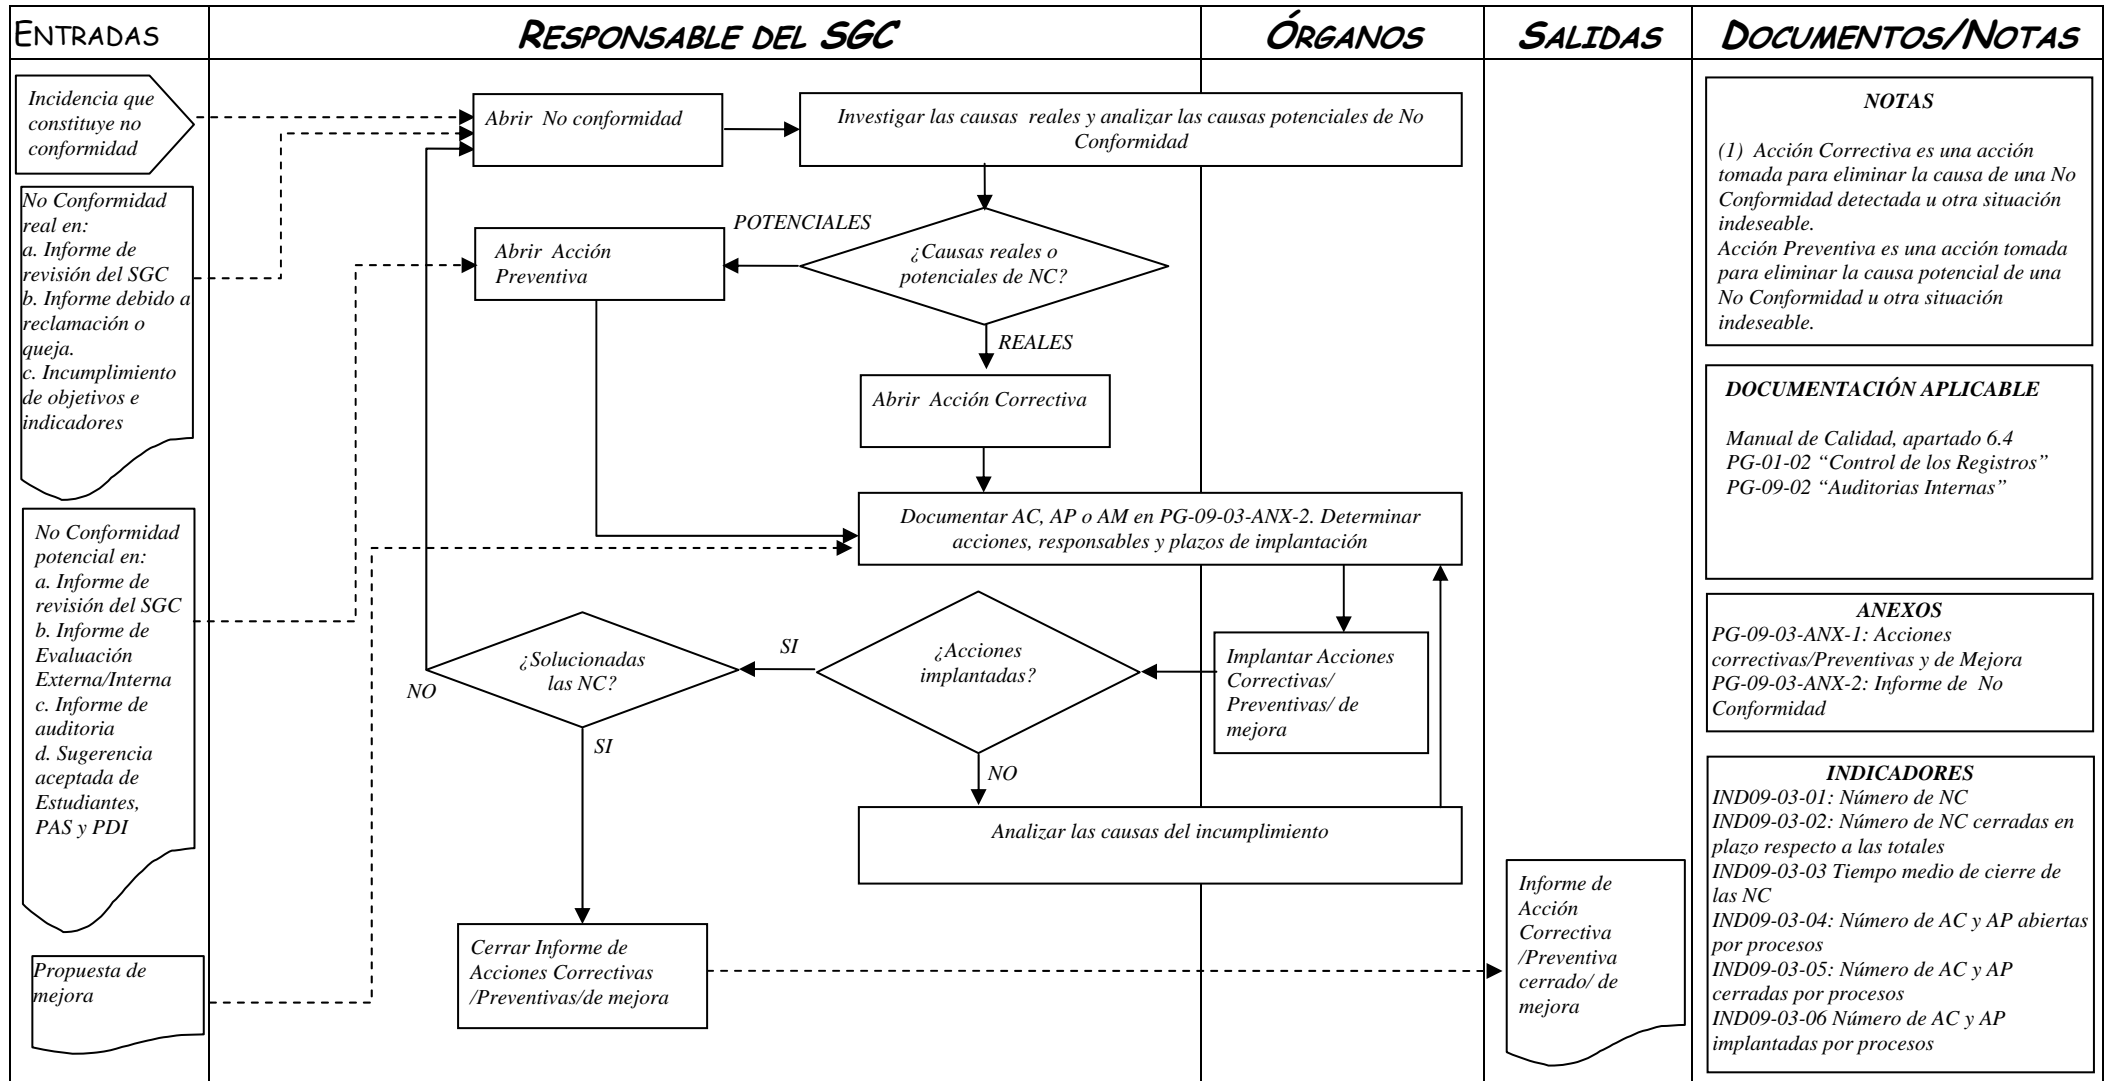 ENTRADAS
RESPONSABLE DEL SGC
ÓRGANOS
SALIDAS
DOCUMENTOS/NOTAS
Incidencia que
constituye no
conformidad
No Conformidad
real en:
a. Informe de
revisión del SGC
b. Informe debido a
reclamación o
queja.
c. Incumplimiento
de objetivos e
indicadores
No Conformidad
potencial en:
a. Informe de
revisión del SGC
b. Informe de
Evaluación
Externa/Interna
c. Informe de
auditoria
d. Sugerencia
aceptada de
Estudiantes,
PAS y PDI
Propuesta de
mejora
Abrir No conformidad
Investigar las causas reales y analizar las causas potenciales de No
Conformidad
POTENCIALES
¿Causas reales o
potenciales de NC?
Abrir Acción
Preventiva
REALES
Abrir Acción Correctiva
Documentar AC, AP o AM en PG-09-03-ANX-2. Determinar
acciones, responsables y plazos de implantación
Implantar Acciones
Correctivas/
Preventivas/ de
mejora
¿Acciones
implantadas?
SI
¿Solucionadas
las NC?
NO
SI
NO
Analizar las causas del incumplimiento
Cerrar Informe de
Acciones Correctivas
/Preventivas/de mejora
Informe de
Acción
Correctiva
/Preventiva
cerrado/ de
mejora
NOTAS
(1) Acción Correctiva es una acción
tomada para eliminar la causa de una No
Conformidad detectada u otra situación
indeseable.
Acción Preventiva es una acción tomada
para eliminar la causa potencial de una
No Conformidad u otra situación
indeseable.
DOCUMENTACIÓN APLICABLE
Manual de Calidad, apartado 6.4
PG-01-02 “Control de los Registros”
PG-09-02 “Auditorias Internas”
ANEXOS
PG-09-03-ANX-1: Acciones
correctivas/Preventivas y de Mejora
PG-09-03-ANX-2: Informe de No
Conformidad
INDICADORES
IND09-03-01: Número de NC
IND09-03-02: Número de NC cerradas en
plazo respecto a las totales
IND09-03-03 Tiempo medio de cierre de
las NC
IND09-03-04: Número de AC y AP abiertas
por procesos
IND09-03-05: Número de AC y AP
cerradas por procesos
IND09-03-06 Número de AC y AP
implantadas por procesos